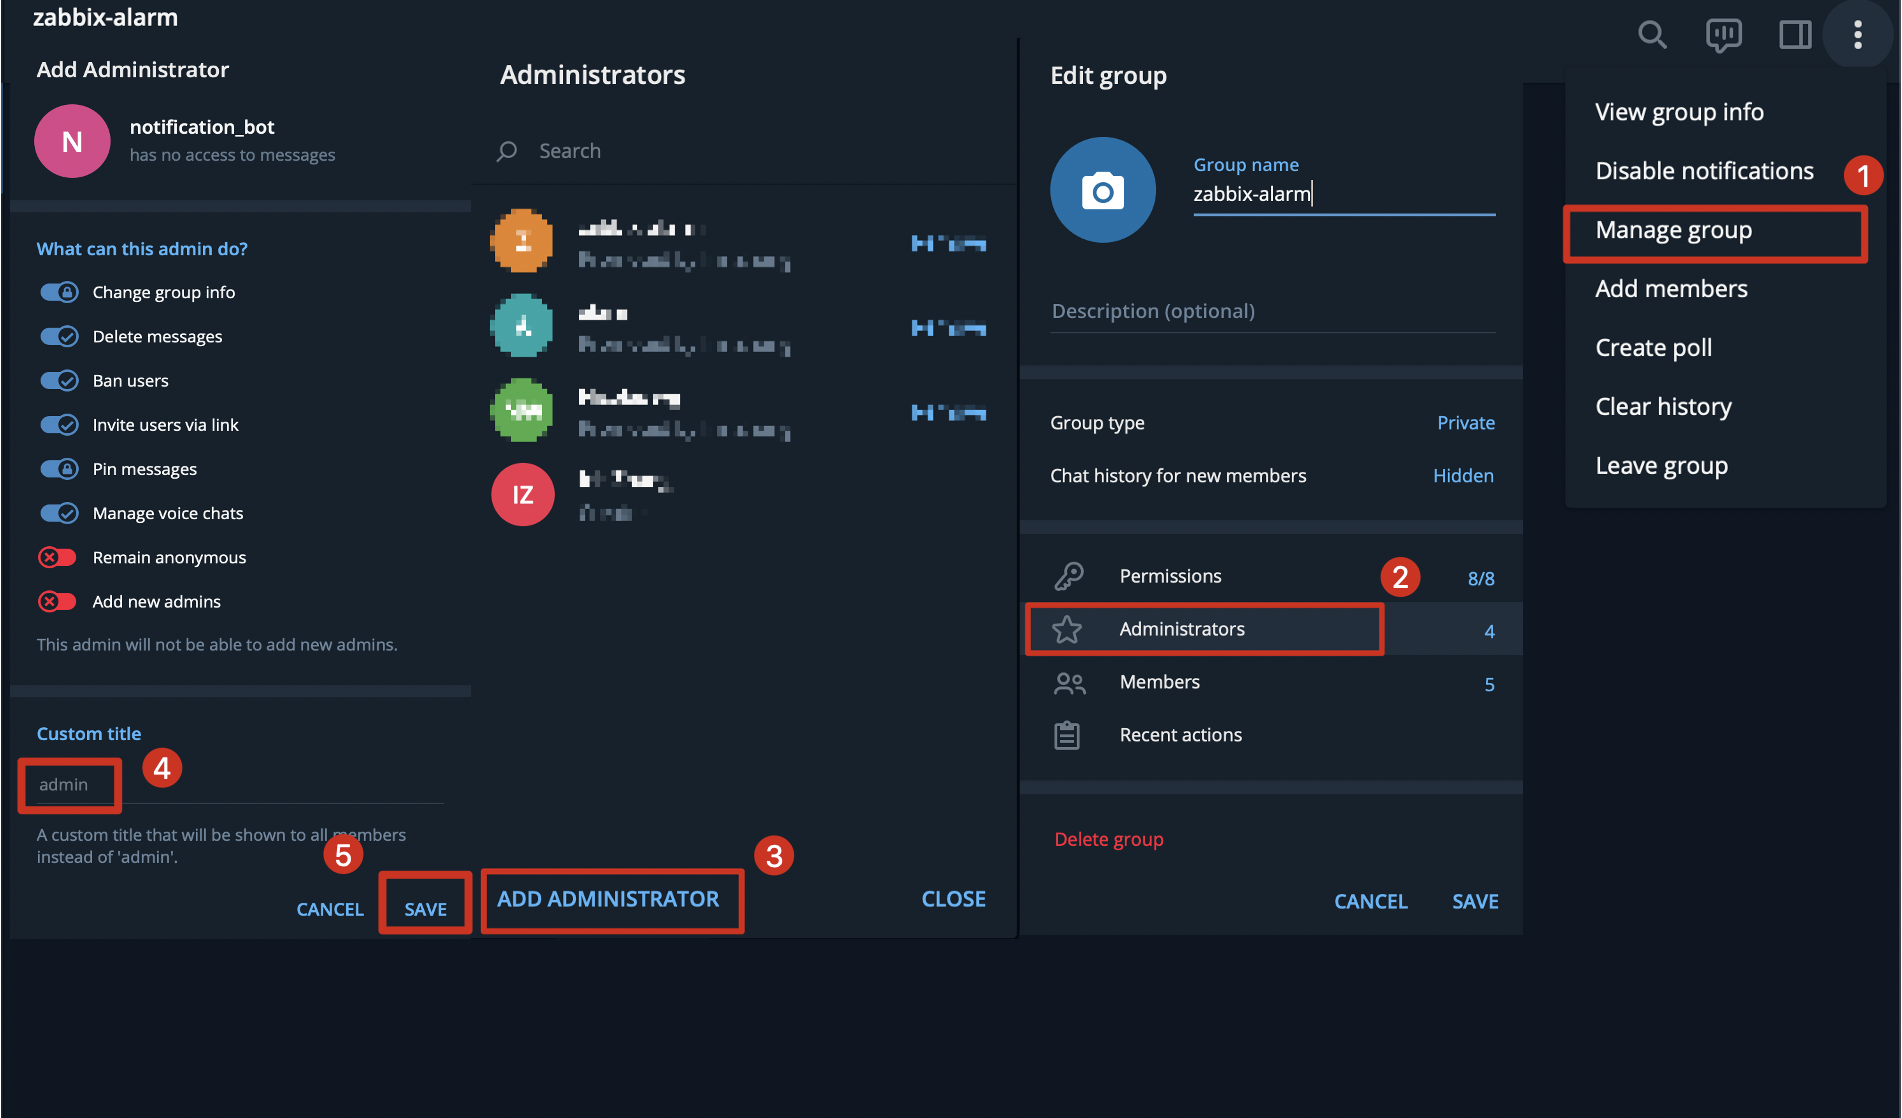 zabbix-alarm
Add Administrator
N
notification_bot
has no access to messages
What can this admin do?
Change group info
Delete messages
Ban users
Invite users via link
Pin messages
Manage voice chats
Remain anonymous
Add new admins
This admin will not be able to add new admins.
Custom title
admin
4
A custom title that will be shown to all members
instead of 'admin'.
5
CANCEL
SAVE
Administrators
Search
IZ
3
ADD ADMINISTRATOR
CLOSE
Edit group
Group name
zabbix-alarm
Description (optional)
Group type
Private
Chat history for new members
Hidden
Permissions
2
8/8
Administrators
4
Members
5
Recent actions
Delete group
CANCEL
SAVE
View group info
Disable notifications
1
Manage group
Add members
Create poll
Clear history
Leave group